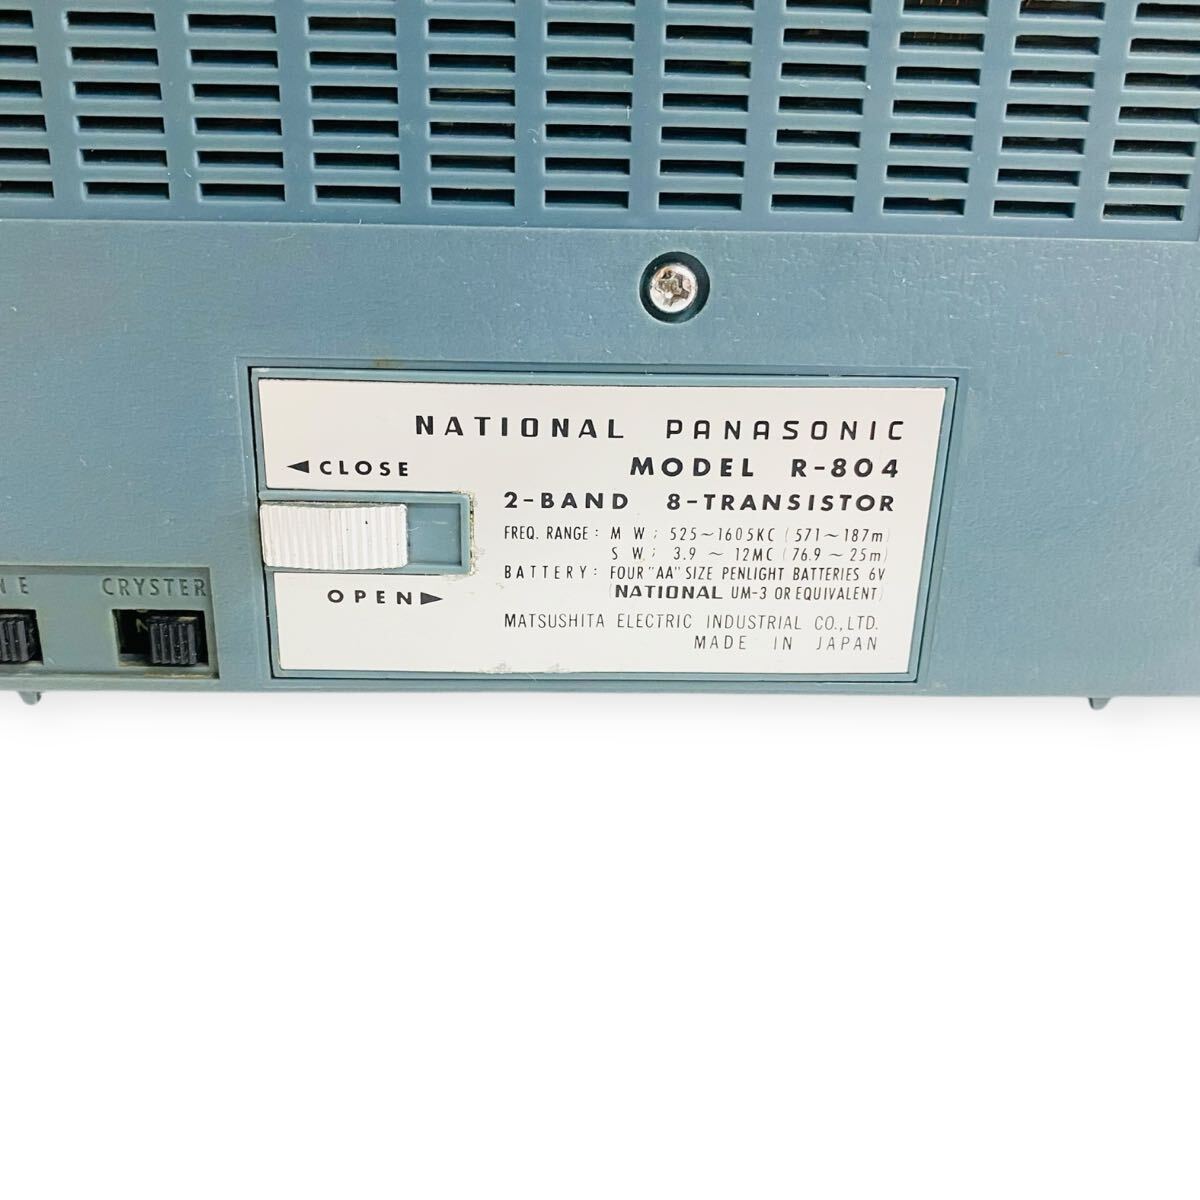 NATIONAL PANASONIC
◄CLOSE
MODEL R-804
2-BAND 8-TRANSISTOR
FREQ. RANGE: M W; 525~1605KC (571~187m)
S W; 3.9 ~ 12MC (76.9 ~ 25m)
BATTERY: FOUR "AA" SIZE PENLIGHT BATTERIES 6V
(NATIONAL UM-3 OR EQUIVALENT)
OPEN►
MATSUSHITA ELECTRIC INDUSTRIAL CO., LTD.
MADE IN JAPAN
CRYSTER